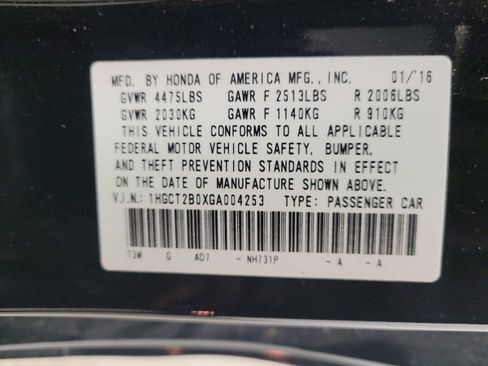 MFD. BY HONDA OF AMERICA MFG., INC. 01/'16
GVWR 4475LBS GAWR F 2513LBS R 2006LBS
GVWR 2030KG GAWR F 1140KG R 910KG
THIS VEHICLE CONFORMS TO ALL APPLICABLE
FEDERAL MOTOR VEHICLE SAFETY, BUMPER,
AND THEFT PREVENTION STANDARDS IN EFFECT
ON THE DATE OF MANUFACTURE SHOWN ABOVE.
V.I.N.: 1HGCT2B0XGA004253 TYPE: PASSENGER CAR
T3M G AD7 - NH731P - A - A